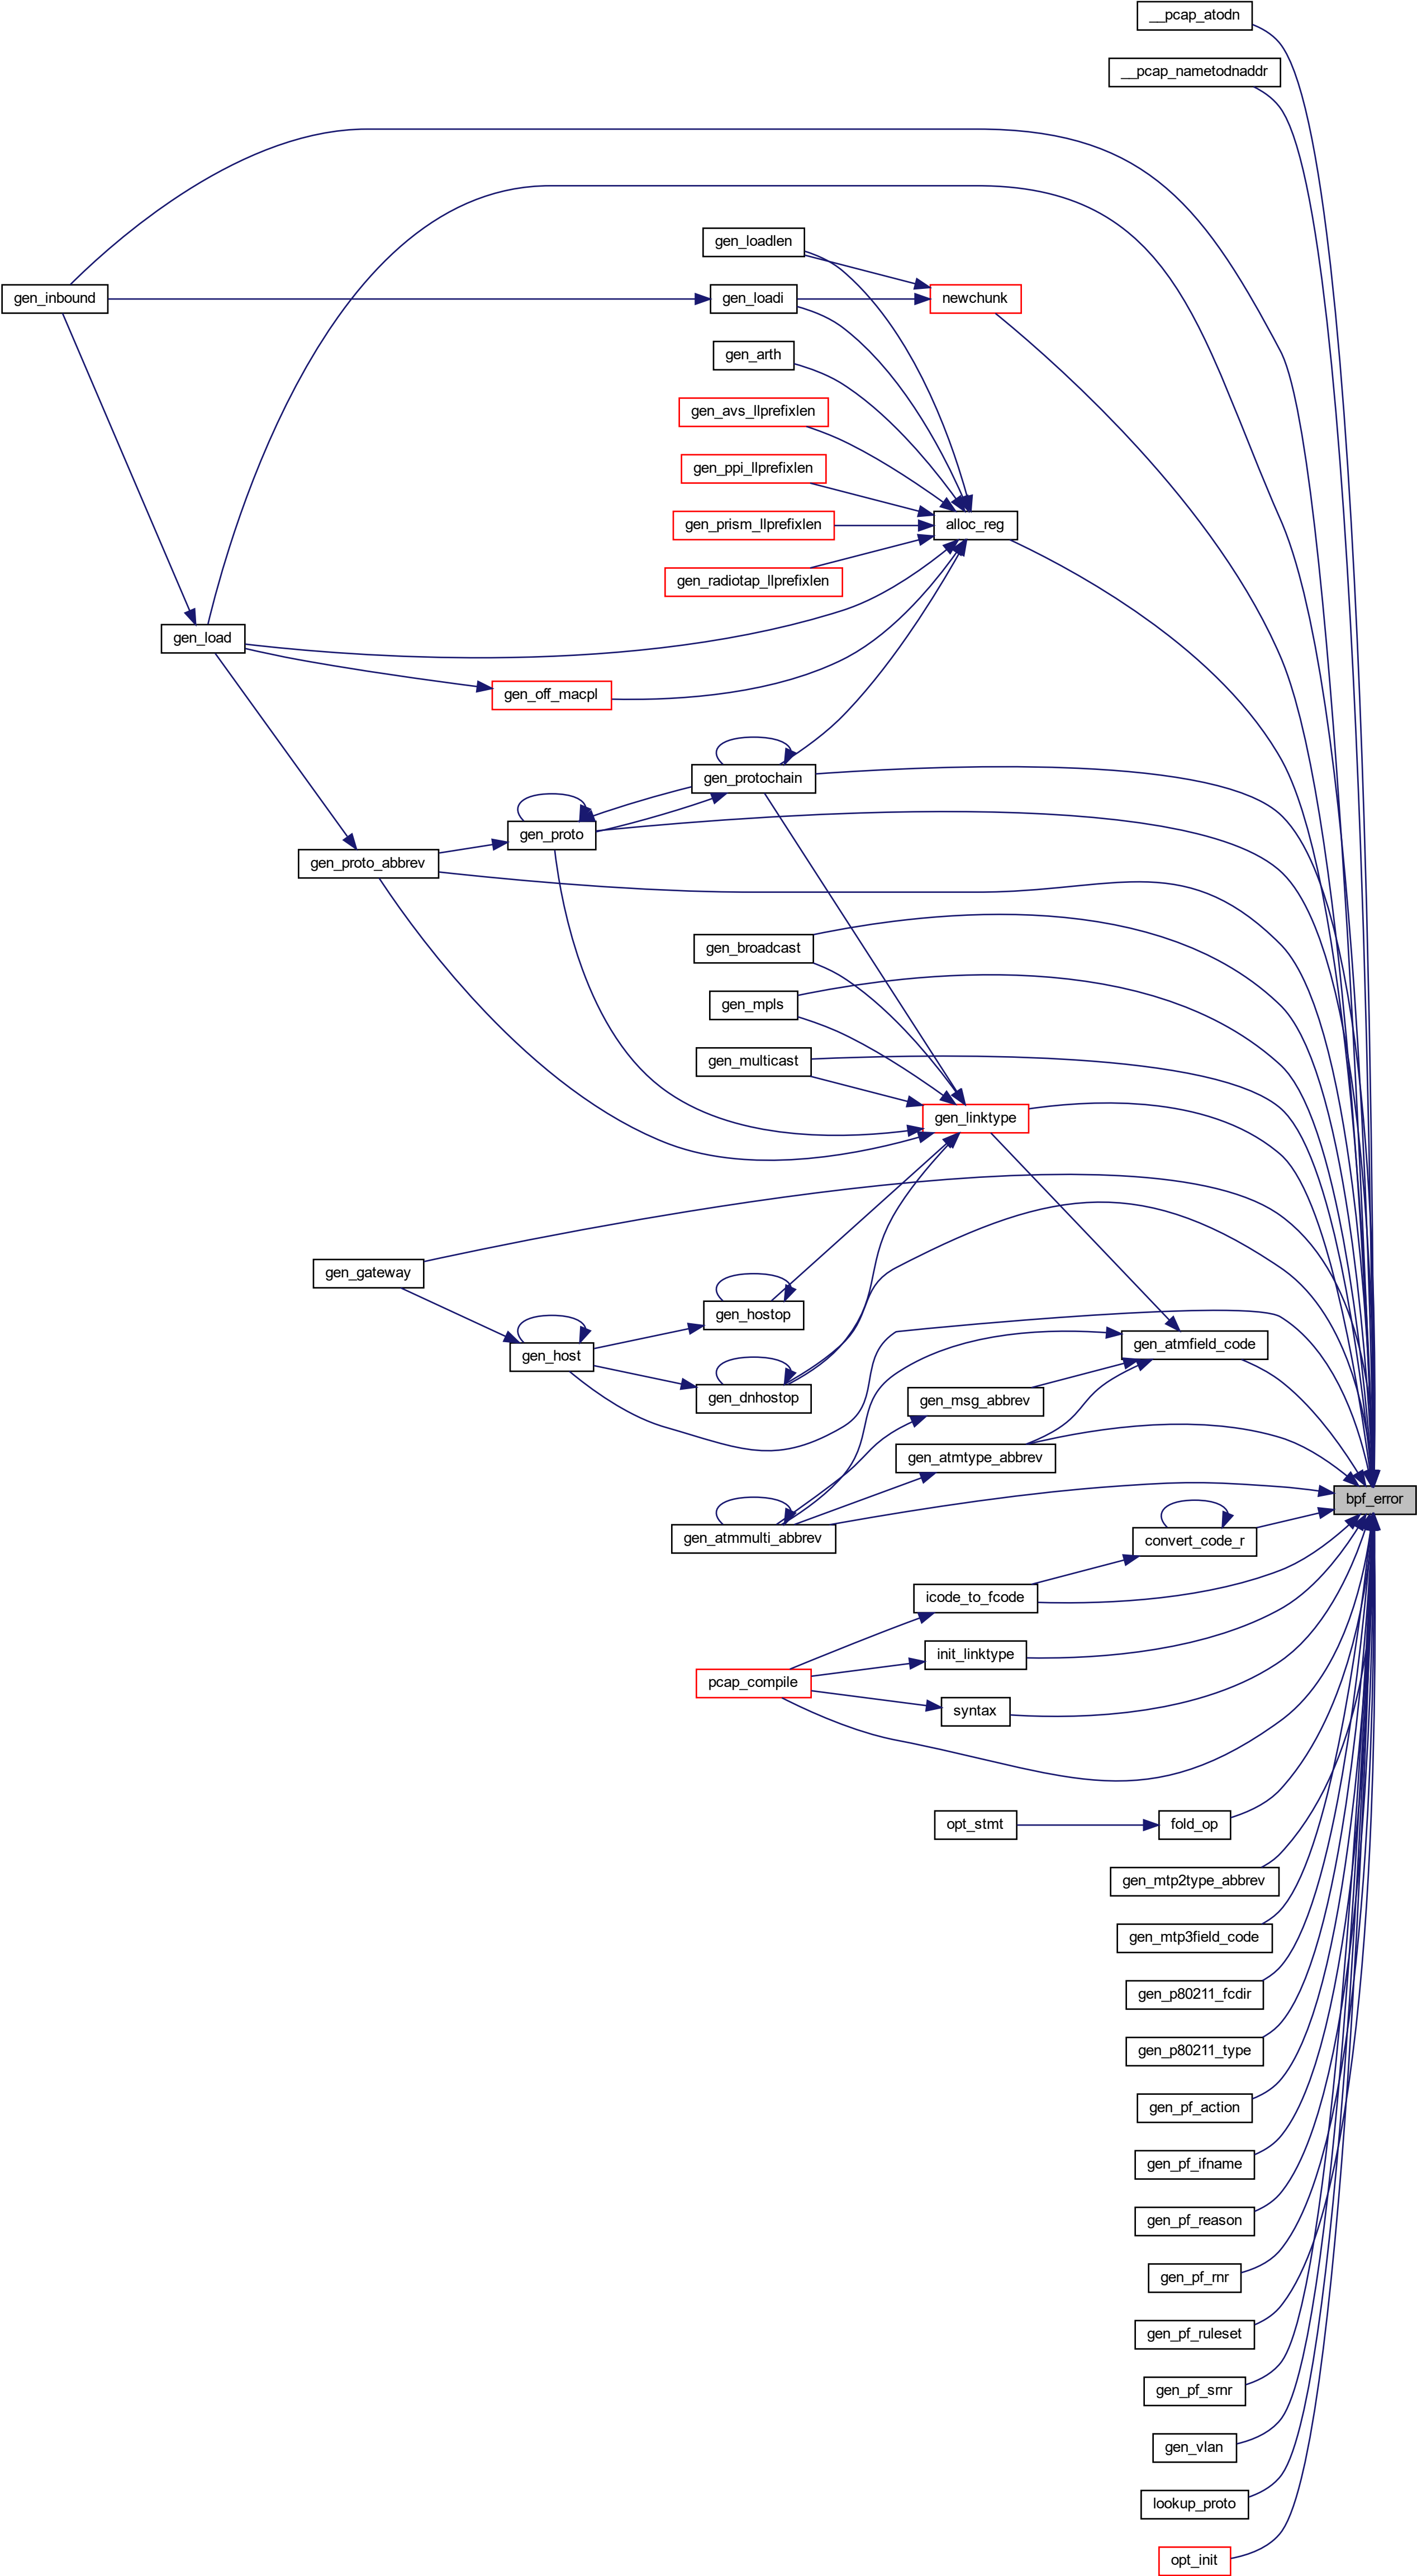 __pcap_atodn
__pcap_nametodnaddr
gen_loadlen
gen_inbound
gen_loadi
newchunk
gen_arth
gen_avs_llprefixlen
gen_ppi_llprefixlen
gen_prism_llprefixlen
alloc_reg
gen_radiotap_llprefixlen
gen_load
gen_off_macpl
gen_protochain
gen_proto
gen_proto_abbrev
gen_broadcast
gen_mpls
gen_multicast
gen_linktype
gen_gateway
gen_hostop
gen_host
gen_atmfield_code
gen_dnhostop
gen_msg_abbrev
gen_atmtype_abbrev
bpf_error
gen_atmmulti_abbrev
convert_code_r
icode_to_fcode
init_linktype
pcap_compile
syntax
opt_stmt
fold_op
gen_mtp2type_abbrev
gen_mtp3field_code
gen_p80211_fcdir
gen_p80211_type
gen_pf_action
gen_pf_ifname
gen_pf_reason
gen_pf_rnr
gen_pf_ruleset
gen_pf_srnr
gen_vlan
lookup_proto
opt_init